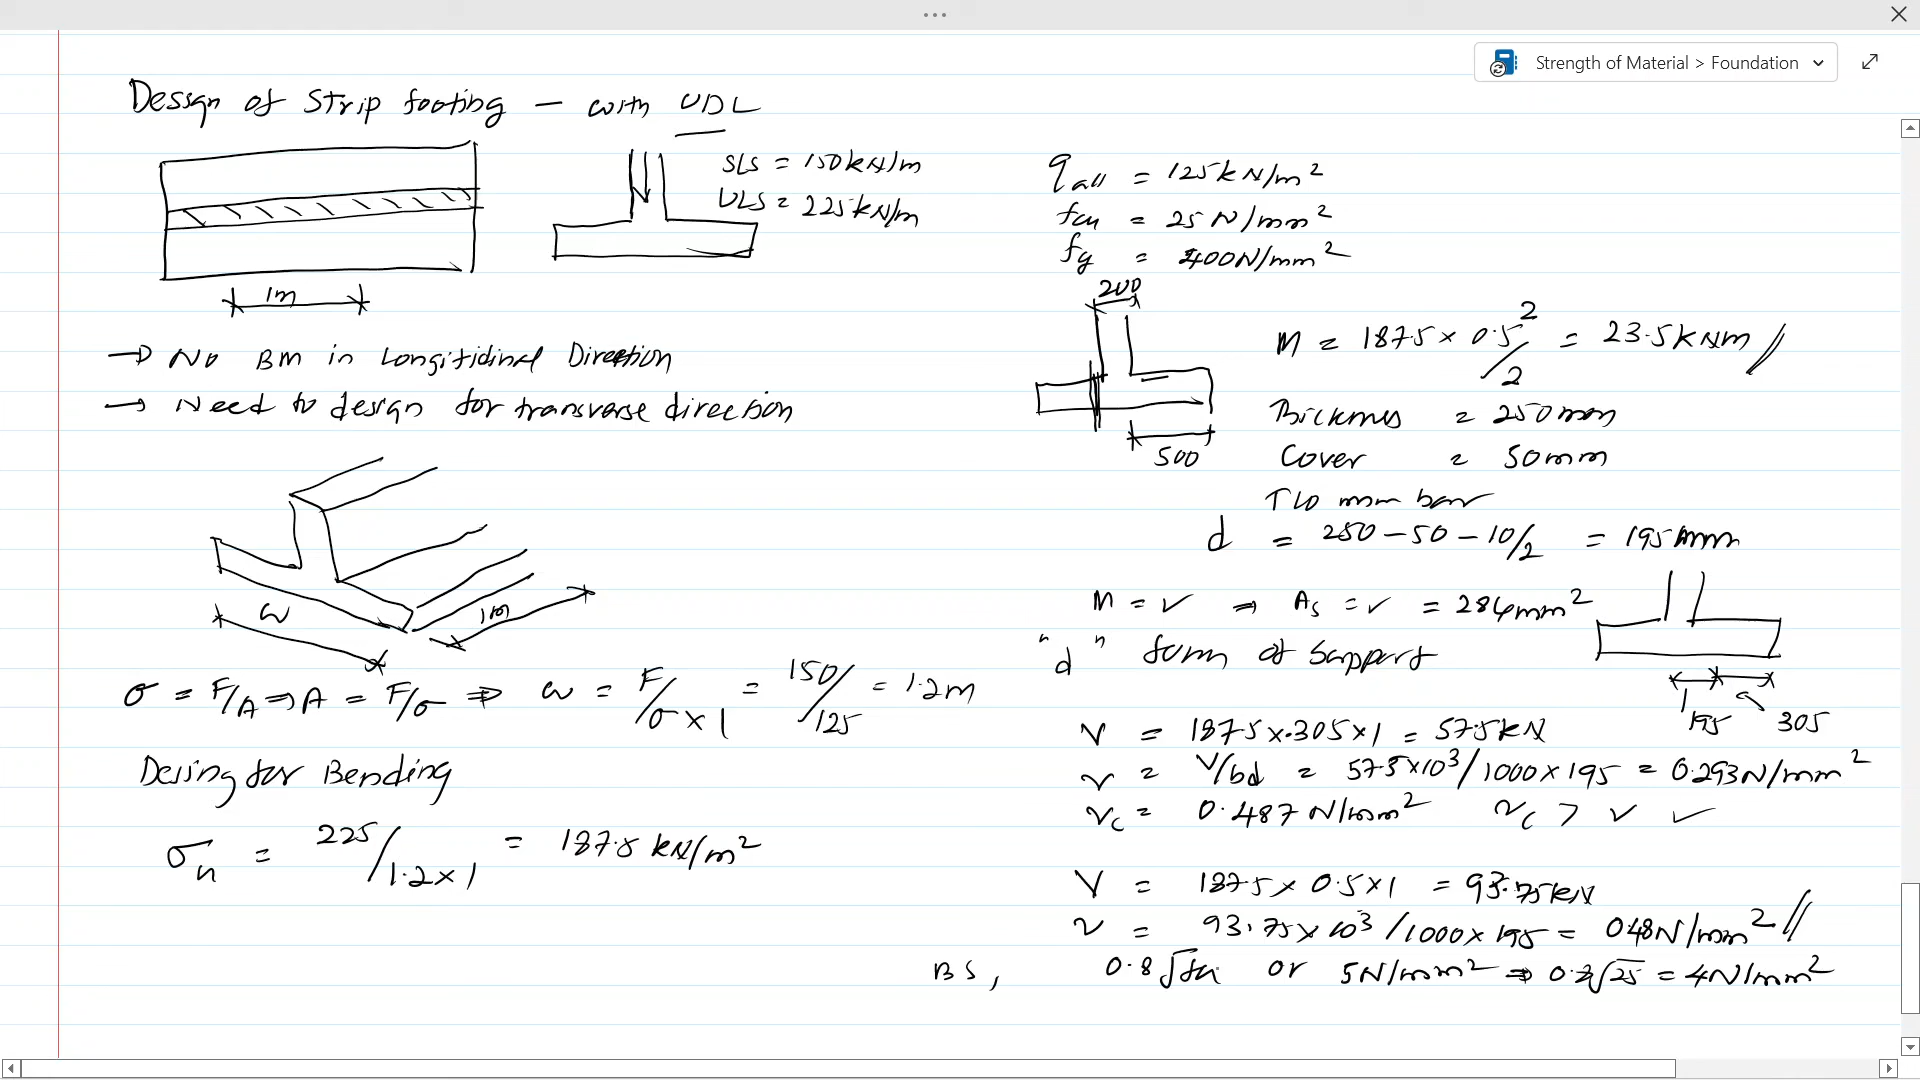 Strength of Material > Foundation
Design of Strip footing – with UDL
SLS = 150kN/m
ULS = 225kN/m
1m
→ No BM in Longitidinal Direction
→ Need to design for transverse direction
w
1m
σ = F/A ⇒ A = F/σ ⇒ w = F/σ×1 = 150/125 = 1.2m
Desing for Bending
σn = 225/1.2×1 = 187.5 kN/m²
qall = 125kN/m²
fcu = 25 N/mm²
fy = 400N/mm²
200
500
M = 187.5 × 0.5²/2 = 23.5kNm //
Thickness = 250mm
Cover = 50mm
T10 mm bar
d = 250 – 50 – 10/2 = 195mm
M = ✓ ⇒ As = ✓ = 284mm²
"d" form of Support
195
305
V = 187.5×.305×1 = 57.5kN
v = V/bd = 57.5×10³/1000×195 = 0.293N/mm²
vc = 0.487 N/mm² vc > v ✓
V = 187.5 × 0.5×1 = 93.75kN
v = 93.75×10³/1000×195 = 0.48N/mm² //
BS, 0.8√fcu or 5N/mm² ⇒ 0.8√25 = 4N/mm²